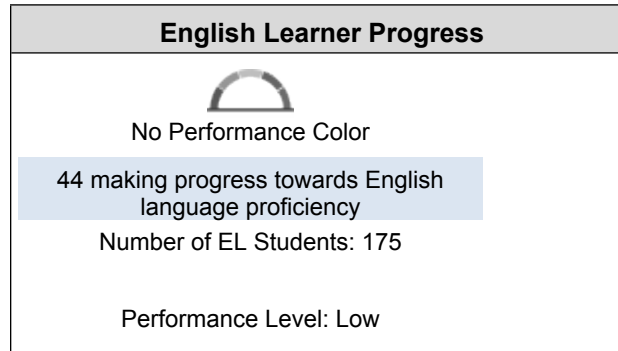 English Learner Progress
No Performance Color
44 making progress towards English
language proficiency
Number of EL Students: 175
Performance Level: Low